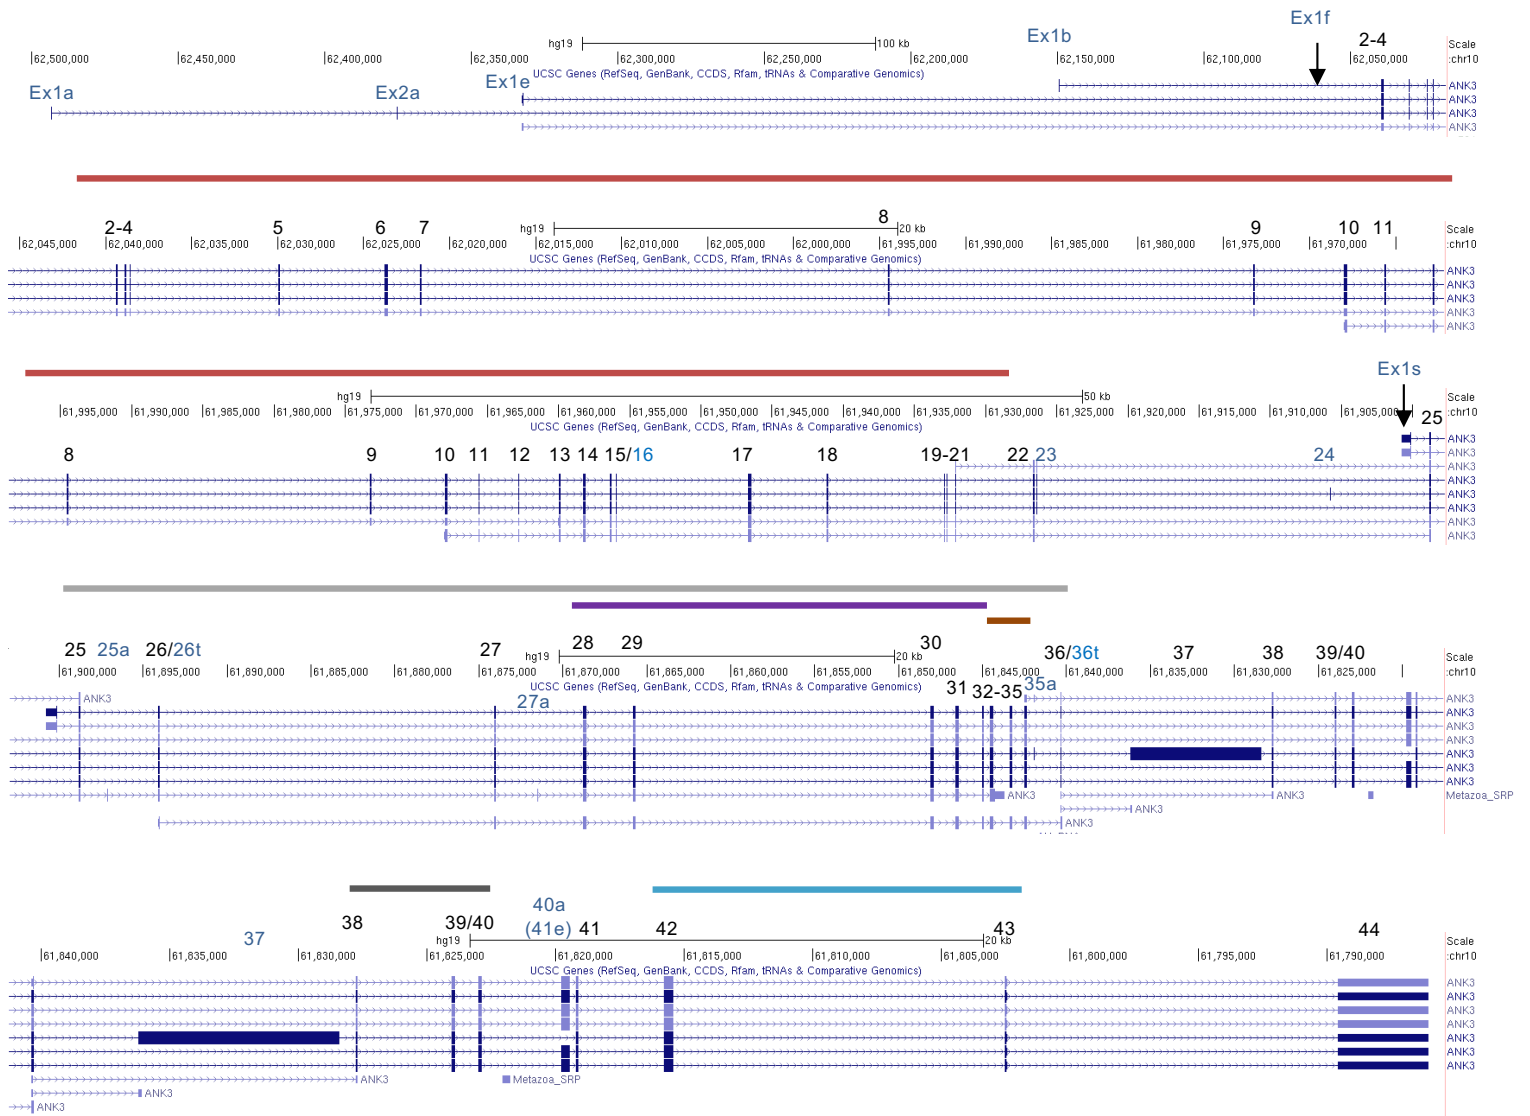 Ex1f
Ex1b 2-4
hg19 100 kb Scale
62,500,000 62,450,000 62,400,000 62,350,000 62,300,000 62,250,000 62,200,000 62,150,000 62,100,000 62,050,000 :chr10
UCSC Genes (RefSeq, GenBank, CCDS, Rfam, tRNAs & Comparative Genomics)
Ex1a Ex2a Ex1e ANK3
ANK3
ANK3
ANK3
2-4 5 6 7 8 9 10 11
hg19 20 kb Scale
62,045,000 62,040,000 62,035,000 62,030,000 62,025,000 62,020,000 62,015,000 62,010,000 62,005,000 62,000,000 61,995,000 61,990,000 61,985,000 61,980,000 61,975,000 61,970,000 :chr10
UCSC Genes (RefSeq, GenBank, CCDS, Rfam, tRNAs & Comparative Genomics)
ANK3
ANK3
ANK3
ANK3
ANK3
Ex1s
hg19 50 kb Scale
61,995,000 61,990,000 61,985,000 61,980,000 61,975,000 61,970,000 61,965,000 61,960,000 61,955,000 61,950,000 61,945,000 61,940,000 61,935,000 61,930,000 61,925,000 61,920,000 61,915,000 61,910,000 61,905,000 :chr10
UCSC Genes (RefSeq, GenBank, CCDS, Rfam, tRNAs & Comparative Genomics)
25
ANK3
ANK3
8 9 10 11 12 13 14 15/16 17 18 19-21 22 23 24
ANK3
ANK3
ANK3
ANK3
ANK3
ANK3
25 25a 26/26t 27 28 29 30 36/36t 37 38 39/40
hg19 20 kb Scale
61,900,000 61,895,000 61,890,000 61,885,000 61,880,000 61,875,000 61,870,000 61,865,000 61,860,000 61,855,000 61,850,000 61,845,000 61,840,000 61,835,000 61,830,000 61,825,000 :chr10
UCSC Genes (RefSeq, GenBank, CCDS, Rfam, tRNAs & Comparative Genomics)
27a 31 32-35 35a
ANK3 ANK3
ANK3
ANK3
ANK3
ANK3
ANK3
ANK3
ANK3 ANK3 Metazoa_SRP
ANK3
ANK3
37 38 39/40 40a
(41e) 41 42 43 44
hg19 20 kb Scale
61,840,000 61,835,000 61,830,000 61,825,000 61,820,000 61,815,000 61,810,000 61,805,000 61,800,000 61,795,000 61,790,000 :chr10
UCSC Genes (RefSeq, GenBank, CCDS, Rfam, tRNAs & Comparative Genomics)
ANK3
ANK3
ANK3
ANK3
ANK3
ANK3
ANK3
ANK3 Metazoa_SRP
ANK3
ANK3